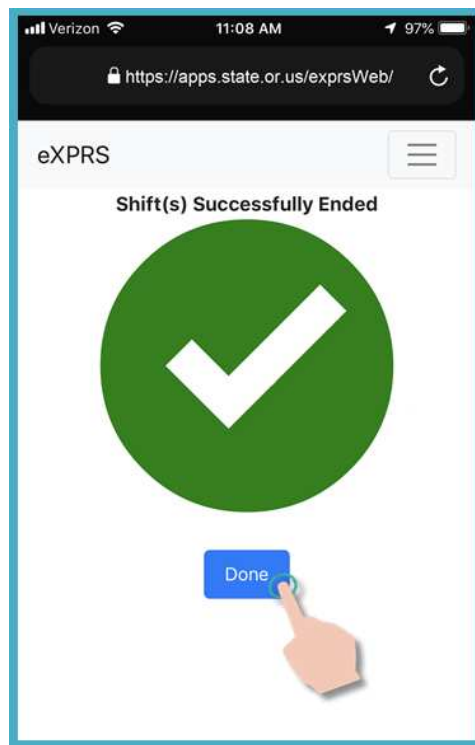 Verizon 11:08 AM 97%
https://apps.state.or.us/exprsWeb/
eXPRS
Shift(s) Successfully Ended
Done